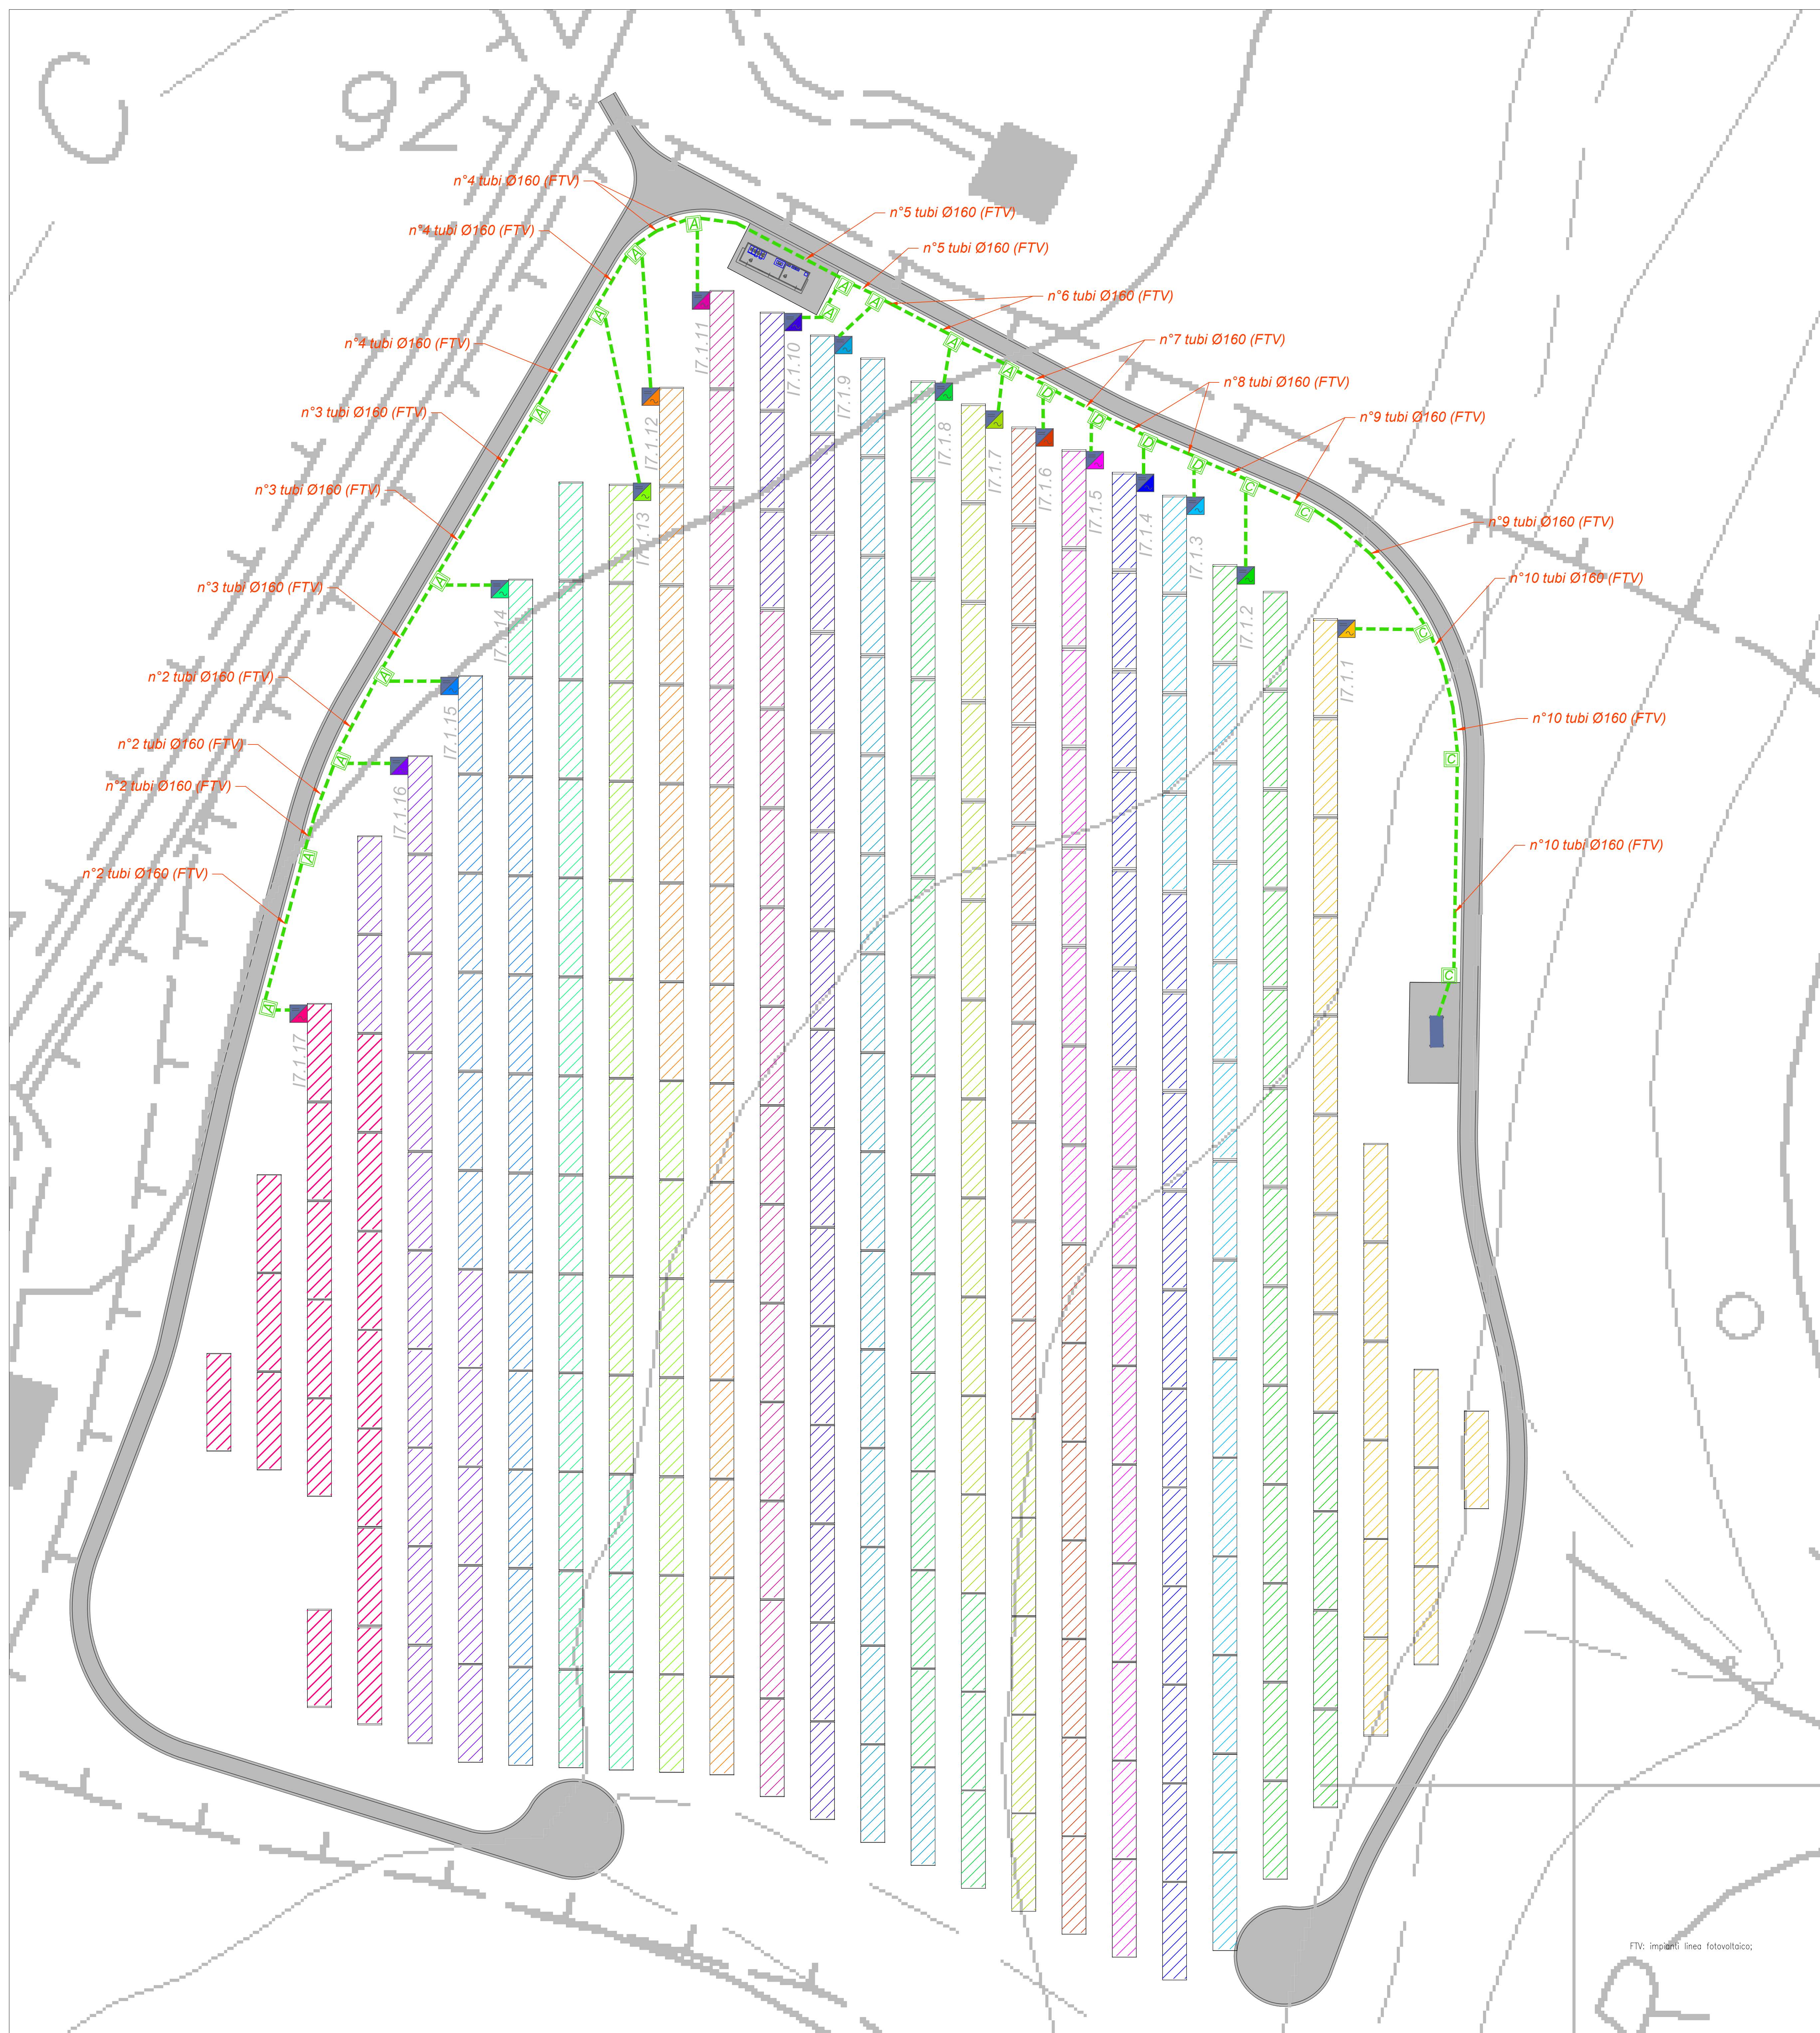 C
92
n°4 tubi Ø160 (FTV)
n°5 tubi Ø160 (FTV)
n°4 tubi Ø160 (FTV)
A
n°5 tubi Ø160 (FTV)
A
A
n°6 tubi Ø160 (FTV)
A
A
A
n°4 tubi Ø160 (FTV)
I7.1.11
I7.1.10
I7.1.9
A
n°7 tubi Ø160 (FTV)
A
n°8 tubi Ø160 (FTV)
D
n°3 tubi Ø160 (FTV)
A
I7.1.12
I7.1.8
I7.1.7
D
n°9 tubi Ø160 (FTV)
D
I7.1.6
D
n°3 tubi Ø160 (FTV)
I7.1.13
I7.1.5
I7.1.4
C
C
n°9 tubi Ø160 (FTV)
I7.1.3
n°3 tubi Ø160 (FTV)
A
n°10 tubi Ø160 (FTV)
I7.1.14
I7.1.2
C
n°2 tubi Ø160 (FTV)
A
I7.1.1
n°2 tubi Ø160 (FTV)
I7.1.15
n°10 tubi Ø160 (FTV)
A
C
n°2 tubi Ø160 (FTV)
I7.1.16
A
n°10 tubi Ø160 (FTV)
n°2 tubi Ø160 (FTV)
C
A
I7.1.17
FTV: impianti linea fotovoltaico;